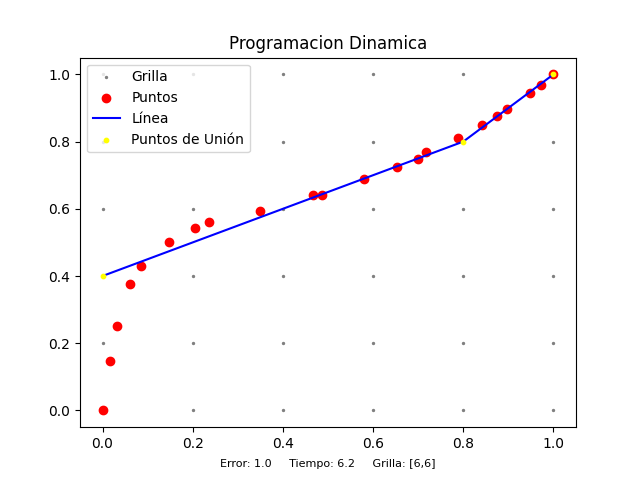 Programacion Dinamica
Grilla
Puntos
Línea
Puntos de Unión
1.0
0.8
0.6
0.4
0.2
0.0
0.0 0.2 0.4 0.6 0.8 1.0
Error: 1.0 Tiempo: 6.2 Grilla: [6,6]